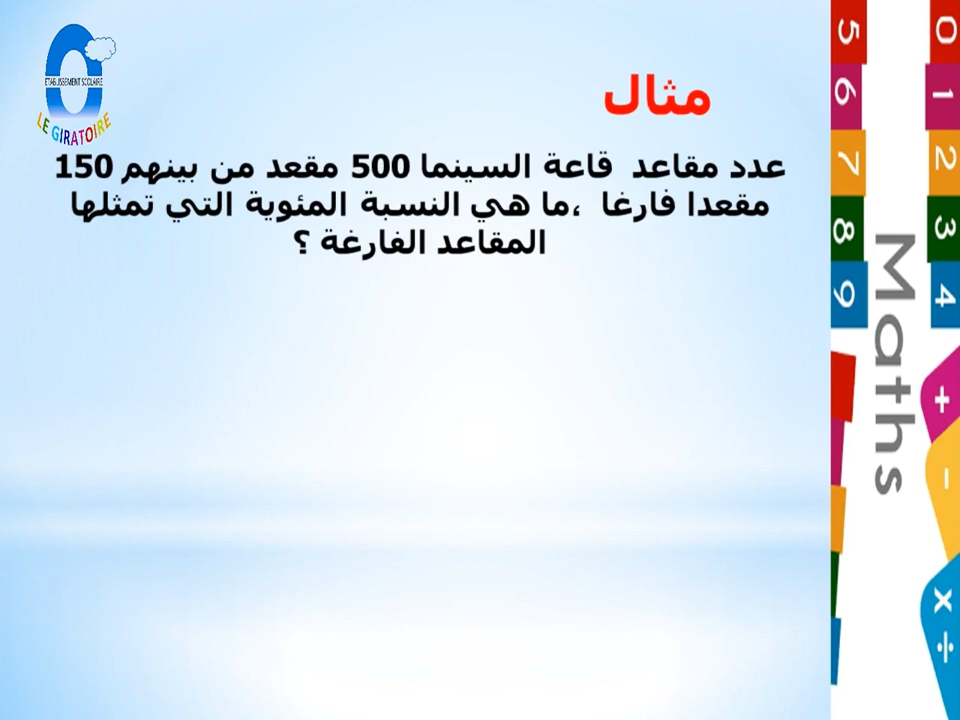 ETABLISSEMENT SCOLAIRE
LE GIRATOIRE
مثال
عدد مقاعد قاعة السينما 500 مقعد من بينهم 150
مقعدا فارغا ،ما هي النسبة المئوية التي تمثلها
المقاعد الفارغة ؟
0 1 2 3 4
5 6 7 8 9
Maths
+ - x ÷